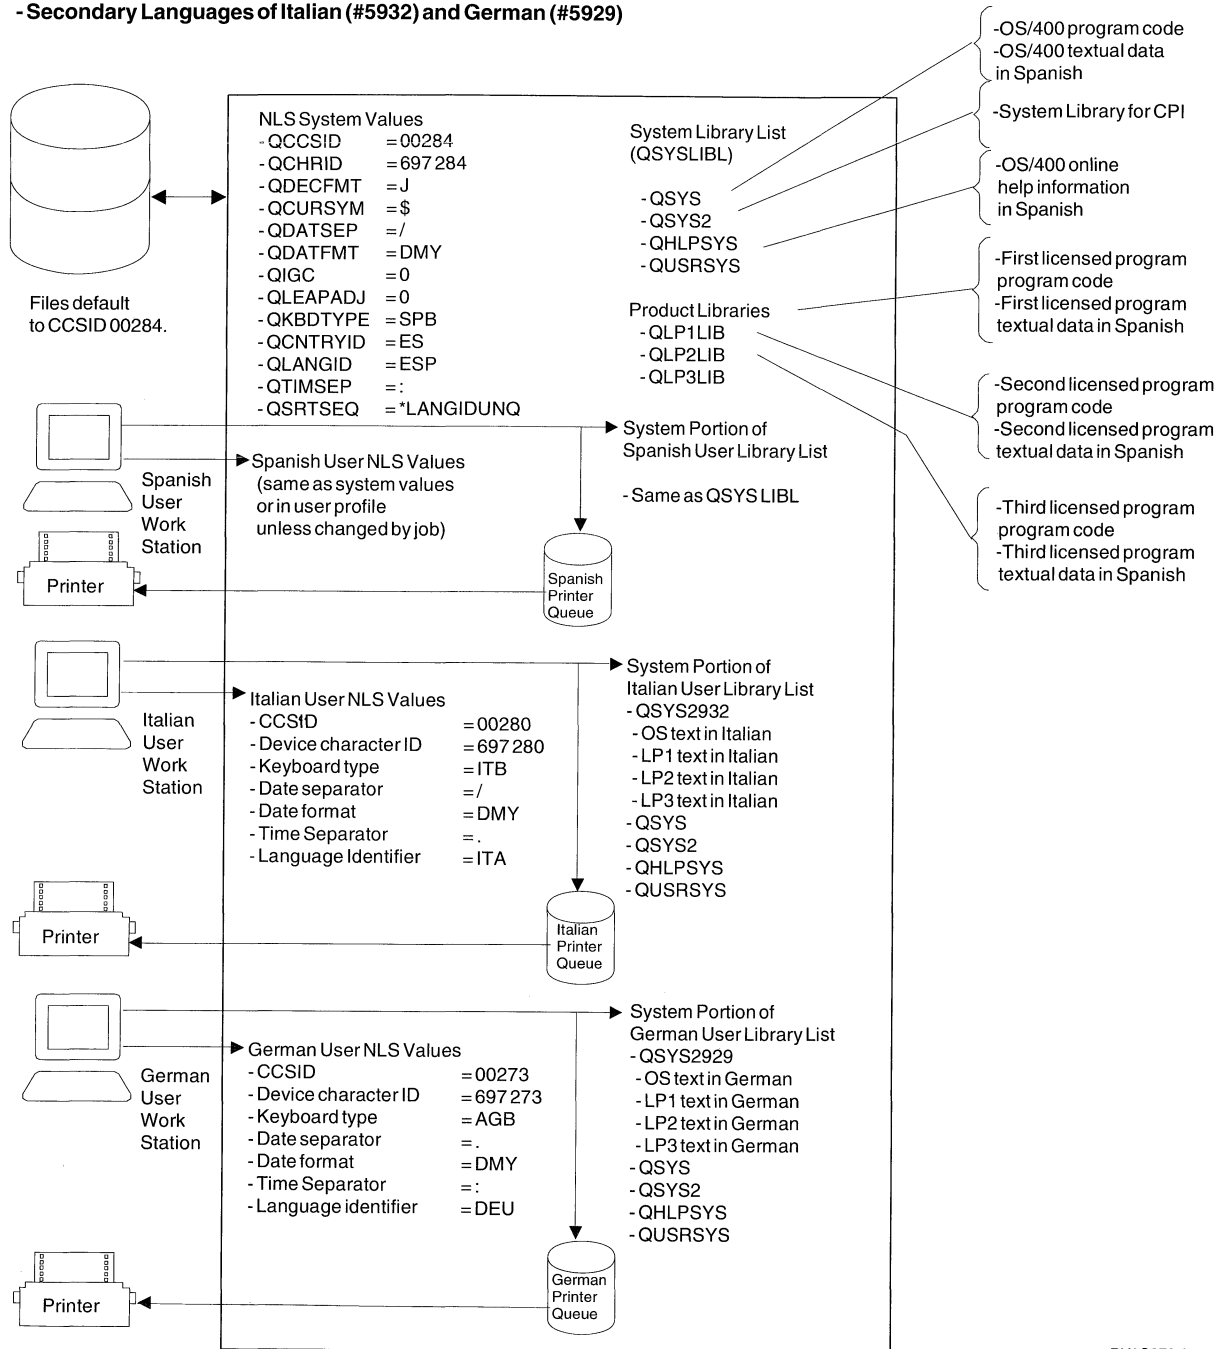 - Secondary Languages of Italian (#5932) and German (#5929)
-OS/400 program code
-OS/400 textual data
in Spanish
-System Library for CPI
-OS/400 online
help information
in Spanish
-First licensed program
program code
-First licensed program
textual data in Spanish
-Second licensed program
program code
-Second licensed program
textual data in Spanish
-Third licensed program
program code
-Third licensed program
textual data in Spanish
Files default
to CCSID 00284.
NLS System Values
- QCCSID =00284
- QCHRID =697 284
- QDECFMT =J
- QCURSYM =$
- QDATSEP =/
- QDATFMT =DMY
- QIGC =0
- QLEAPADJ =0
- QKBDTYPE =SPB
- QCNTRYID =ES
- QLANGID =ESP
- QTIMSEP =:
- QSRTSEQ =*LANGIDUNQ
System Library List
(QSYSLIBL)
- QSYS
- QSYS2
- QHLPSYS
- QUSRSYS
Product Libraries
- QLP1LIB
- QLP2LIB
- QLP3LIB
Spanish
User
Work
Station
Spanish User NLS Values
(same as system values
or in user profile
unless changed by job)
System Portion of
Spanish User Library List
- Same as QSYS LIBL
Printer
Spanish
Printer
Queue
Italian
User
Work
Station
Italian User NLS Values
- CCSID =00280
- Device character ID =697 280
- Keyboard type =ITB
- Date separator =/
- Date format =DMY
- Time Separator =.
- Language Identifier =ITA
System Portion of
Italian User Library List
- QSYS2932
- OS text in Italian
- LP1 text in Italian
- LP2 text in Italian
- LP3 text in Italian
- QSYS
- QSYS2
- QHLPSYS
- QUSRSYS
Printer
Italian
Printer
Queue
German
User
Work
Station
German User NLS Values
- CCSID =00273
- Device character ID =697 273
- Keyboard type =AGB
- Date separator =.
- Date format =DMY
- Time Separator =:
- Language identifier =DEU
System Portion of
German User Library List
- QSYS2929
- OS text in German
- LP1 text in German
- LP2 text in German
- LP3 text in German
- QSYS
- QSYS2
- QHLPSYS
- QUSRSYS
Printer
German
Printer
Queue